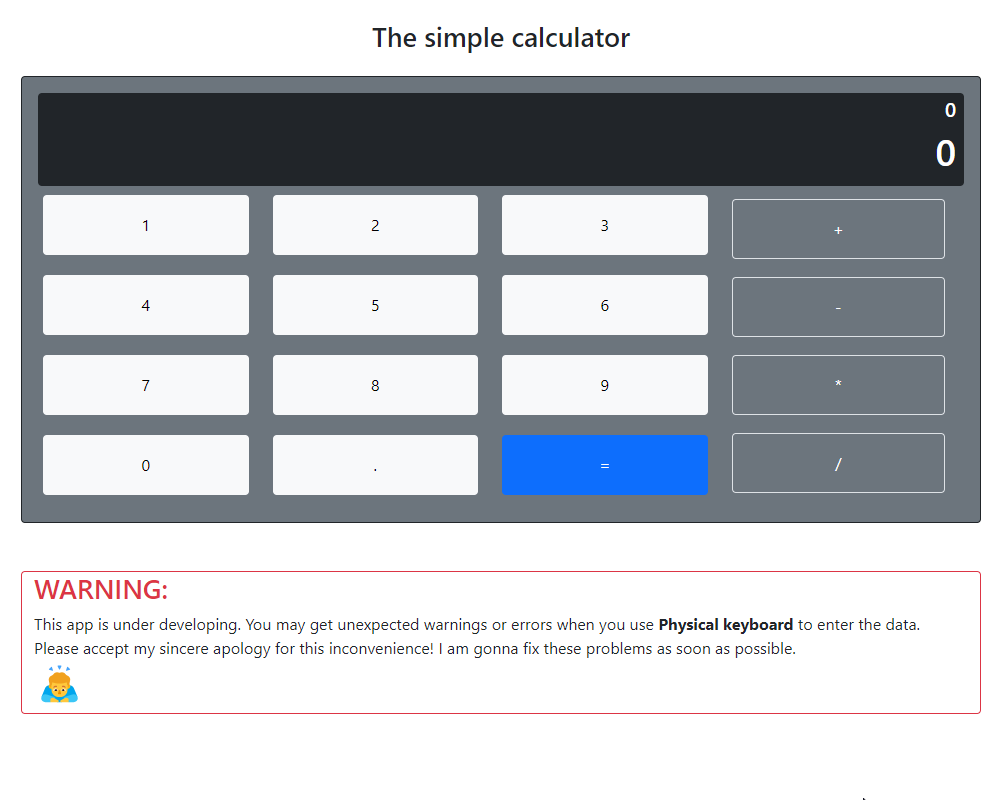 The simple calculator
0
0
1 2 3 +
4 5 6 -
7 8 9 *
0 . = /
WARNING:
This app is under developing. You may get unexpected warnings or errors when you use Physical keyboard to enter the data.
Please accept my sincere apology for this inconvenience! I am gonna fix these problems as soon as possible.